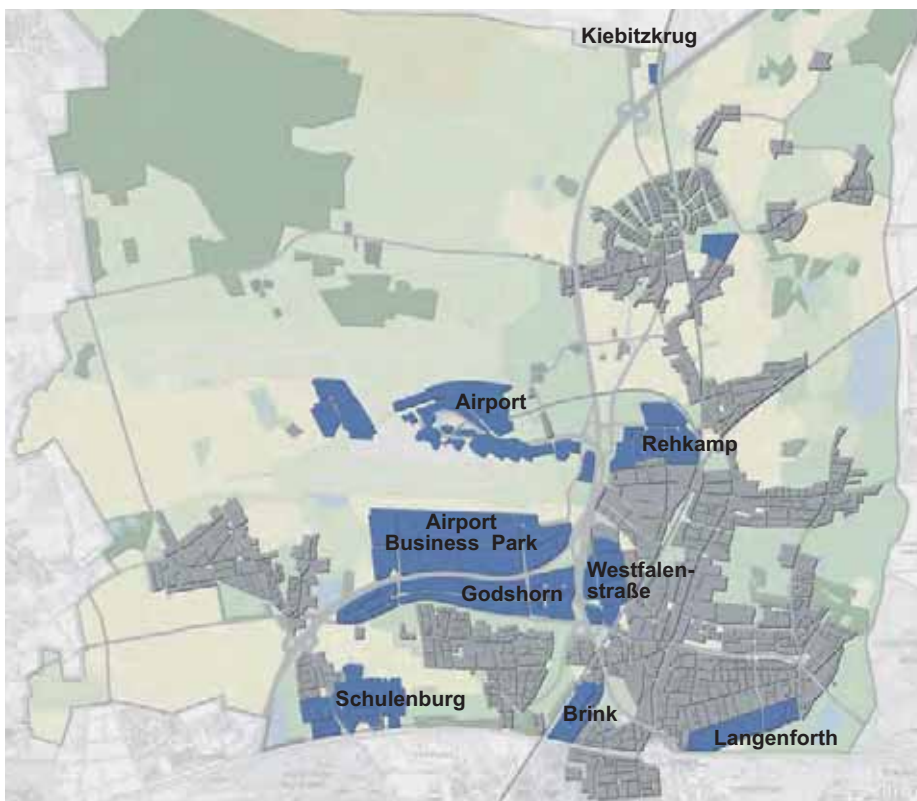 Kiebitzkrug
Airport
Rehkamp
Airport
Business Park
Westfalen-
straße
Godshorn
Schulenburg
Brink
Langenforth